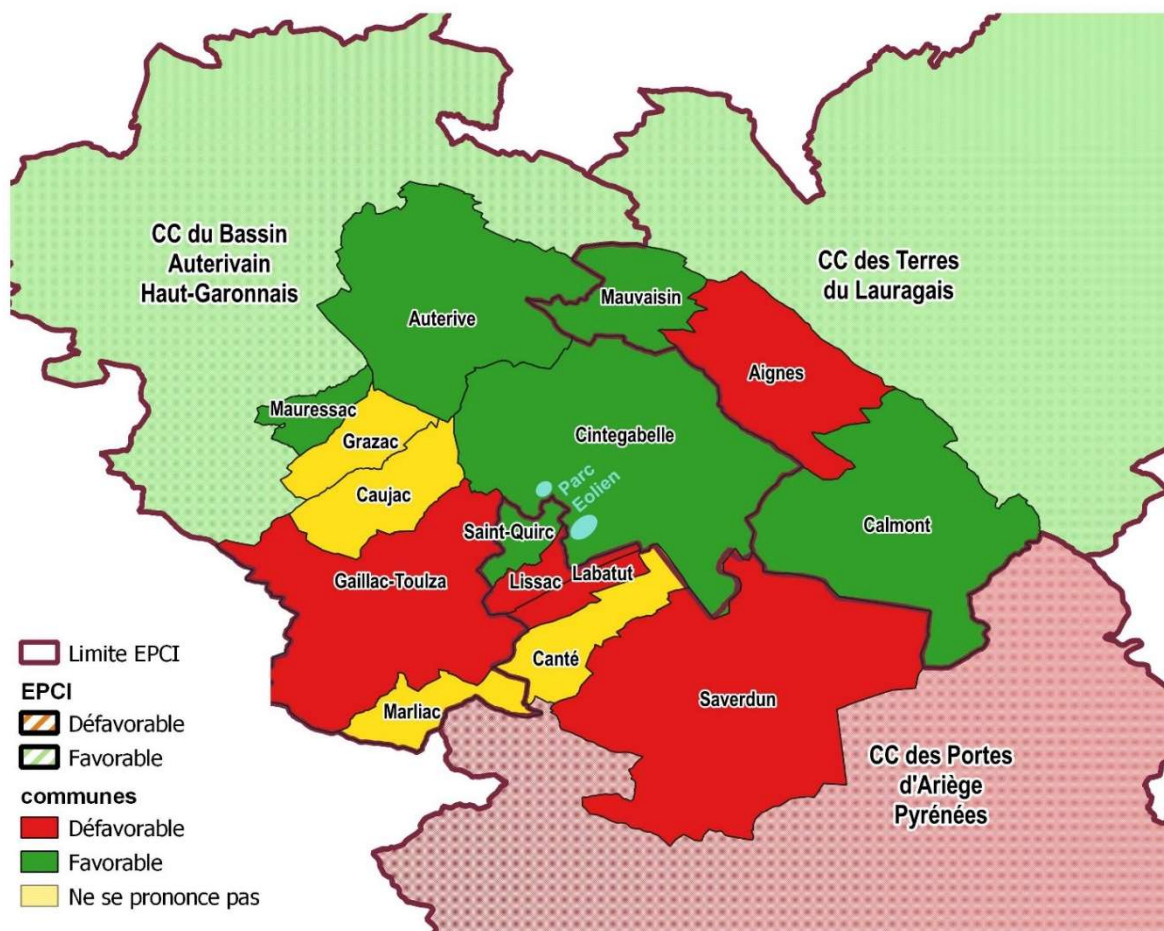 CC du Bassin
Auterivain
Haut-Garonnais
CC des Terres
du Lauragais
Mauvaisin
Auterive
Aignes
Mauressac
Grazac
Cintegabelle
Caujac
Parc
Eolien
Calmont
Saint-Quirc
Gaillac-Toulza
Lissac
Labatut
Canté
Saverdun
Marliac
CC des Portes
d'Ariège
Pyrénées
Limite EPCI
EPCI
Défavorable
Favorable
communes
Défavorable
Favorable
Ne se prononce pas